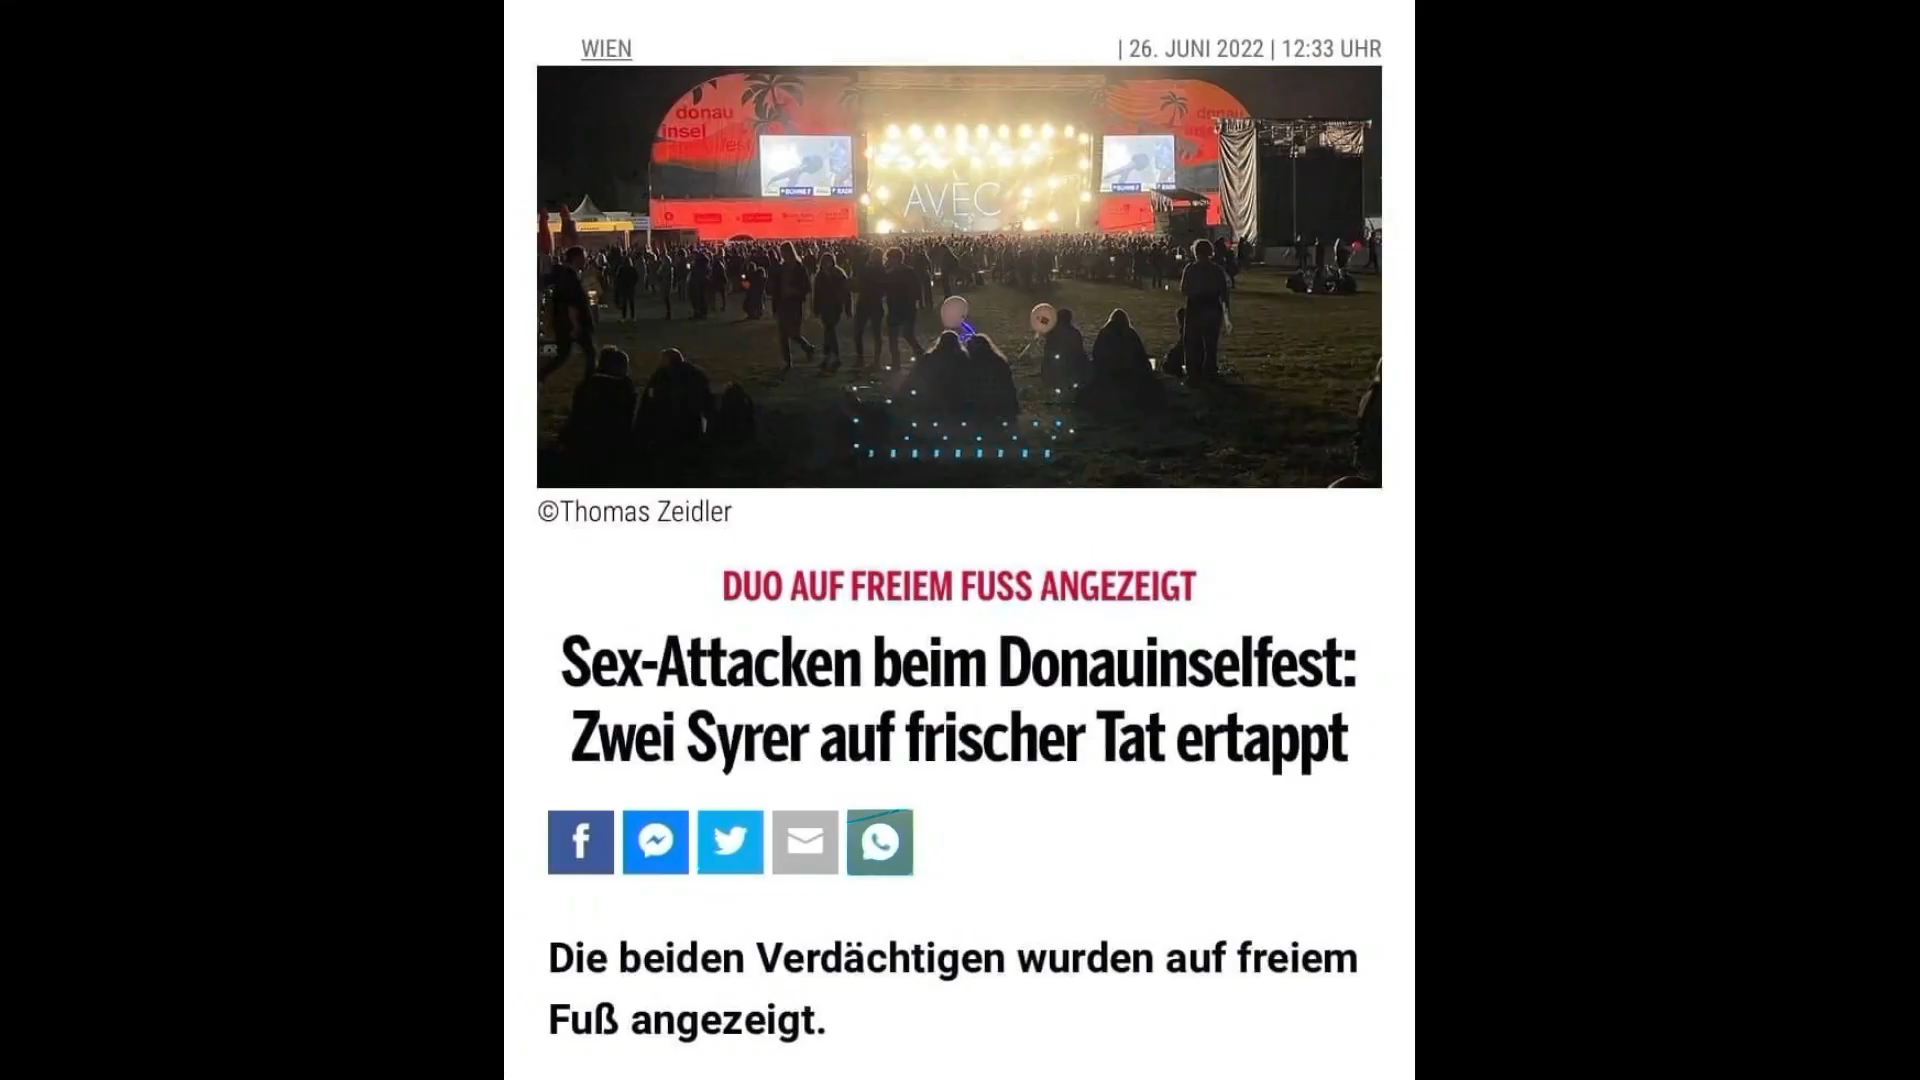 WIEN
| 26. JUNI 2022 | 12:33 UHR
donau
insel
donau
AVEC
©Thomas Zeidler
DUO AUF FREIEM FUSS ANGEZEIGT
Sex-Attacken beim Donauinselfest:
Zwei Syrer auf frischer Tat ertappt
Die beiden Verdächtigen wurden auf freiem
Fuß angezeigt.